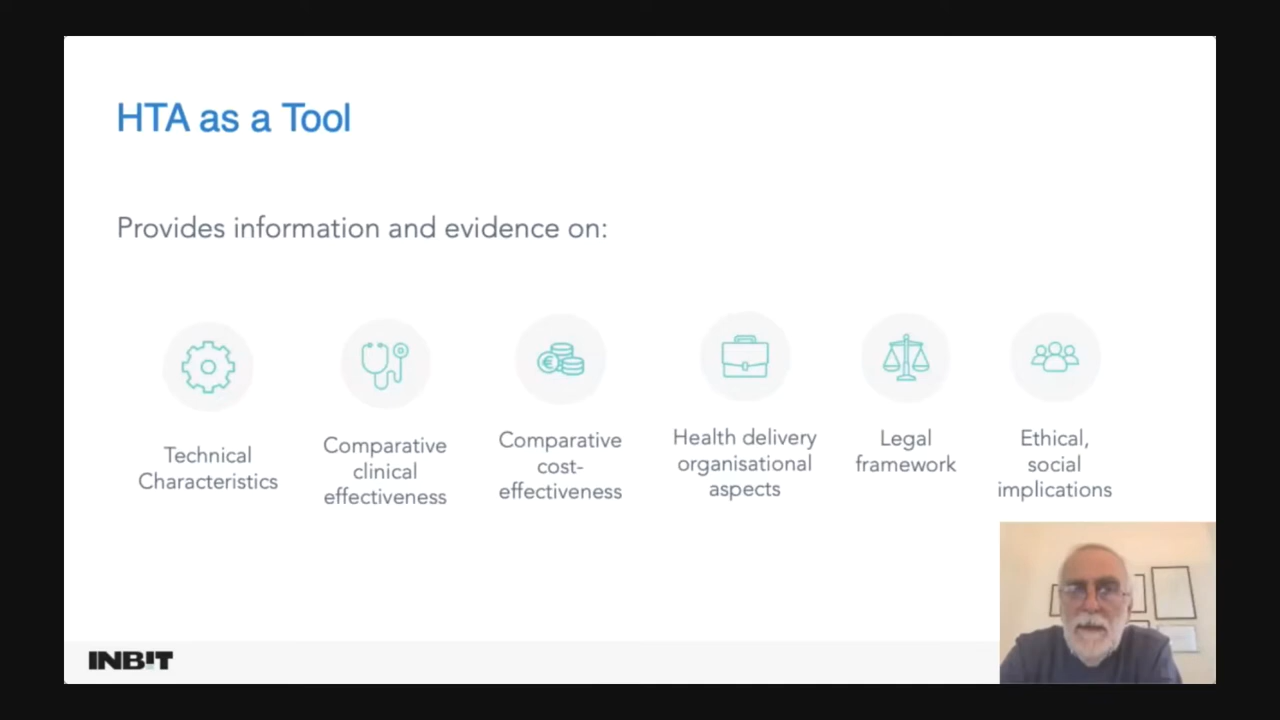 HTA as a Tool
Provides information and evidence on:
Technical
Characteristics
Comparative
clinical
effectiveness
Comparative
cost-
effectiveness
Health delivery
organisational
aspects
Legal
framework
Ethical,
social
implications
INBIT